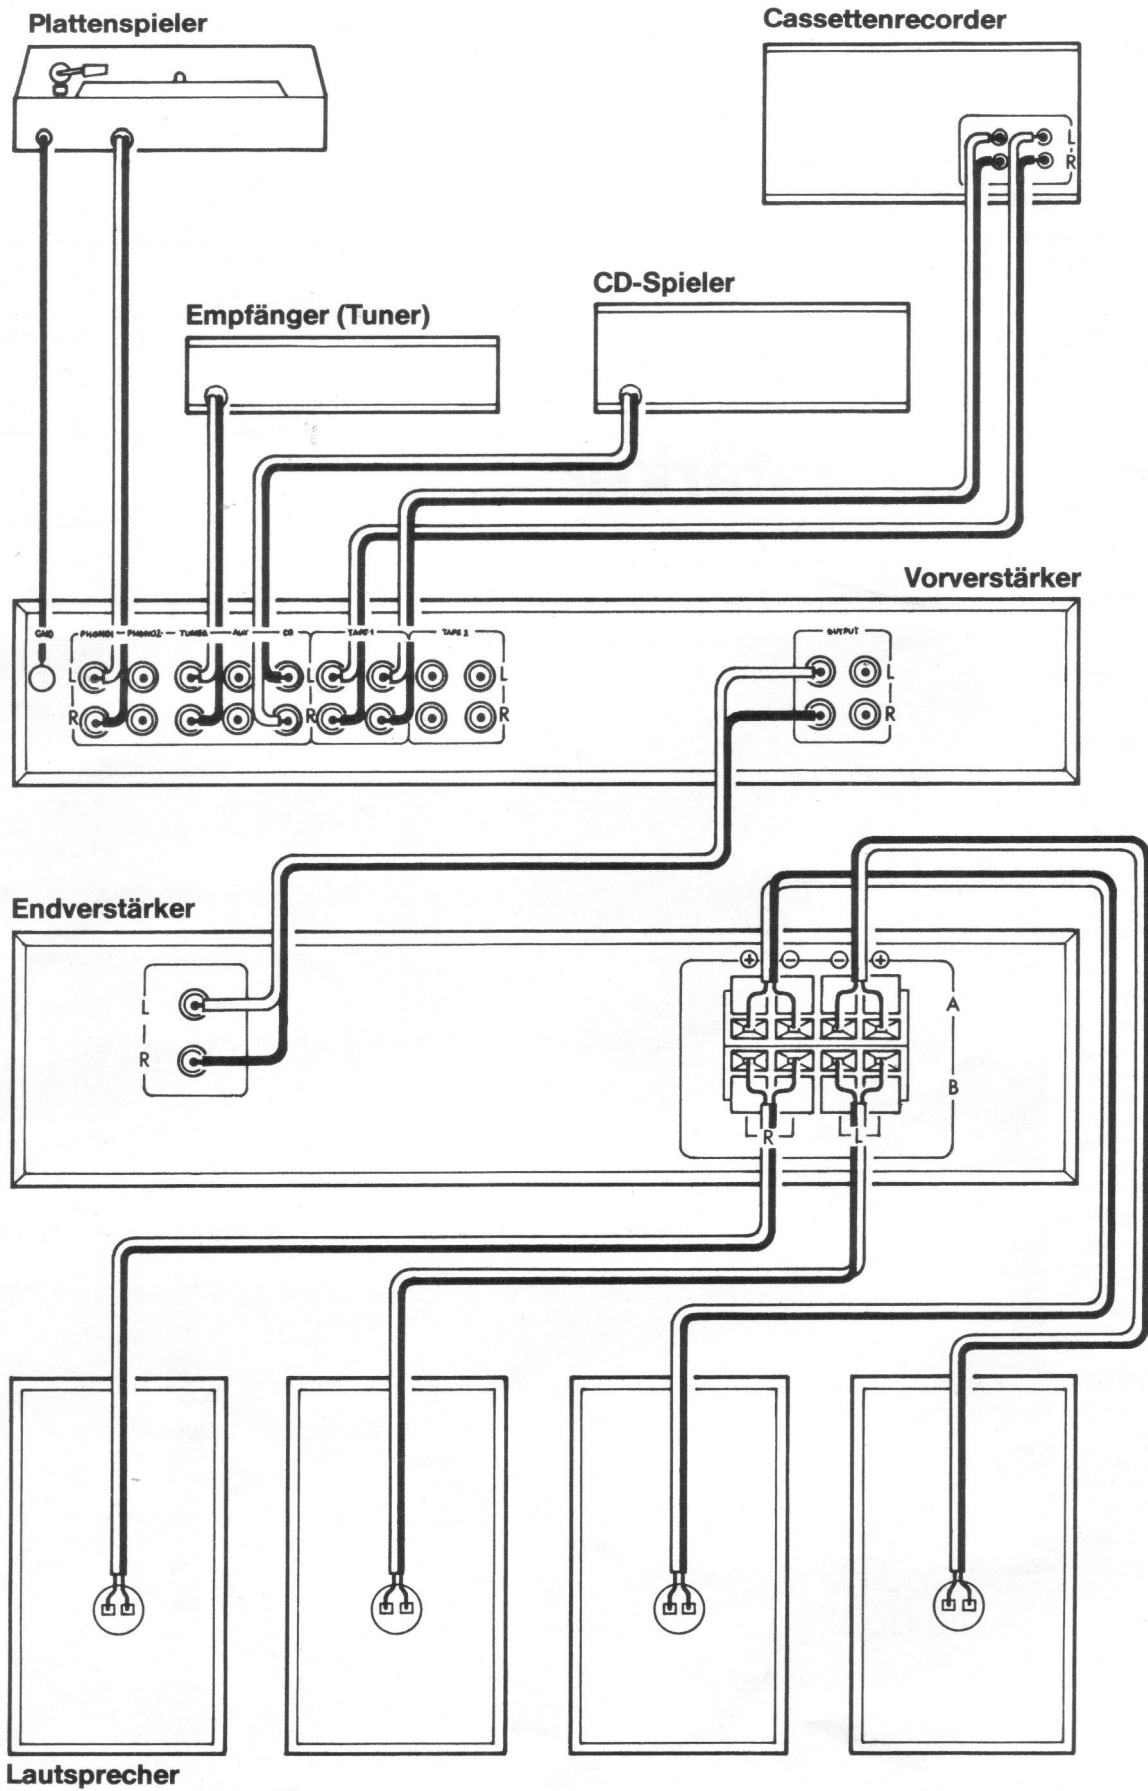 Plattenspieler
Cassettenrecorder
L
R
CD-Spieler
Empfänger (Tuner)
Vorverstärker
GND PHONO1 PHONO2 TUNER AUX CD TAPE 1 TAPE 2 OUTPUT
L L L L
R R R R
Endverstärker
+ − − +
L A
R B
R L
Lautsprecher